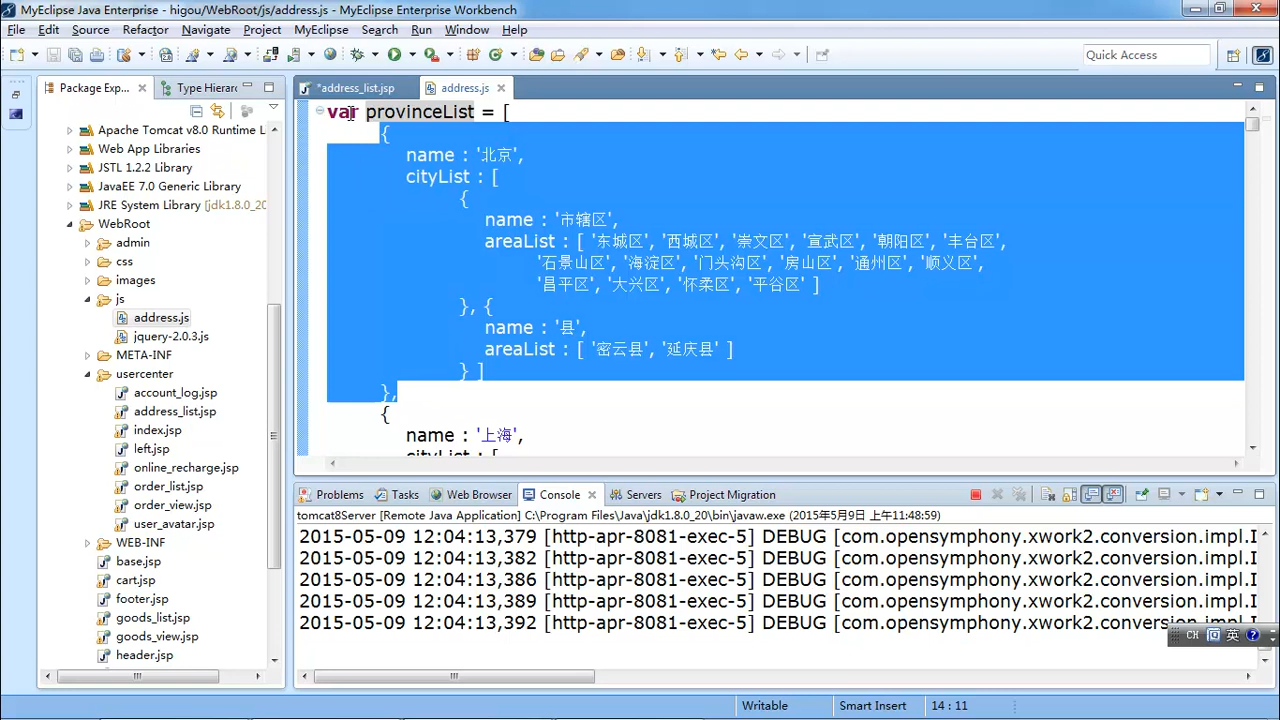 MyEclipse Java Enterprise - higou/WebRoot/js/address.js - MyEclipse Enterprise Workbench
File Edit Source Refactor Navigate Project MyEclipse Search Run Window Help
Quick Access
Package Exp...
Type Hierarc
Apache Tomcat v8.0 Runtime L
Web App Libraries
JSTL 1.2.2 Library
JavaEE 7.0 Generic Library
JRE System Library [jdk1.8.0_20
WebRoot
admin
css
images
js
address.js
jquery-2.0.3.js
META-INF
usercenter
account_log.jsp
address_list.jsp
index.jsp
left.jsp
online_recharge.jsp
order_list.jsp
order_view.jsp
user_avatar.jsp
WEB-INF
base.jsp
cart.jsp
footer.jsp
goods_list.jsp
goods_view.jsp
header.jsp
*address_list.jsp
address.js
var provinceList = [
{
name : '北京',
cityList : [
{
name : '市辖区',
areaList : [ '东城区', '西城区', '崇文区', '宣武区', '朝阳区', '丰台区',
'石景山区', '海淀区', '门头沟区', '房山区', '通州区', '顺义区',
'昌平区', '大兴区', '怀柔区', '平谷区' ]
}, {
name : '县',
areaList : [ '密云县', '延庆县' ]
} ]
},
{
name : '上海',
cityList : [
Problems Tasks Web Browser Console Servers Project Migration
tomcat8Server [Remote Java Application] C:\Program Files\Java\jdk1.8.0_20\bin\javaw.exe (2015年5月9日 上午11:48:59)
2015-05-09 12:04:13,379 [http-apr-8081-exec-5] DEBUG [com.opensymphony.xwork2.conversion.impl.I
2015-05-09 12:04:13,382 [http-apr-8081-exec-5] DEBUG [com.opensymphony.xwork2.conversion.impl.I
2015-05-09 12:04:13,386 [http-apr-8081-exec-5] DEBUG [com.opensymphony.xwork2.conversion.impl.I
2015-05-09 12:04:13,389 [http-apr-8081-exec-5] DEBUG [com.opensymphony.xwork2.conversion.impl.I
2015-05-09 12:04:13,392 [http-apr-8081-exec-5] DEBUG [com.opensymphony.xwork2.conversion.impl.I
CH 英
Writable
Smart Insert
14 : 11